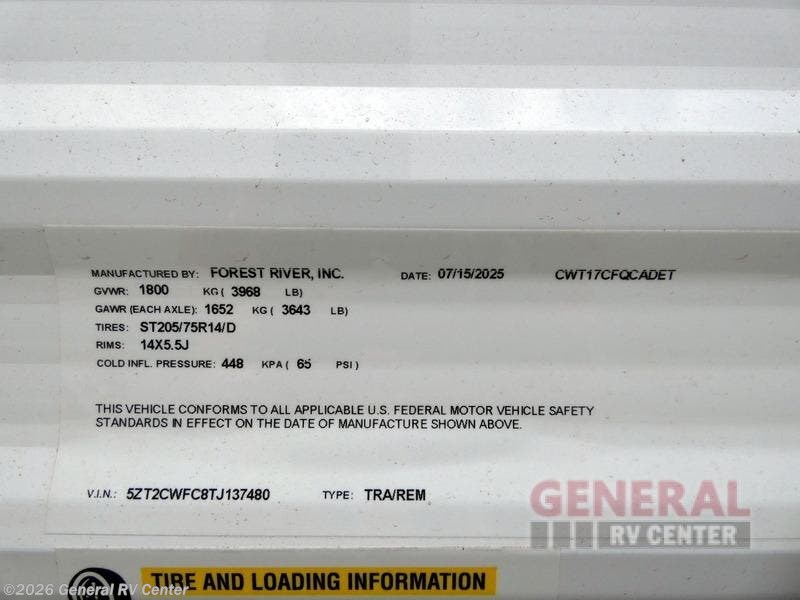 MANUFACTURED BY: FOREST RIVER, INC. DATE: 07/15/2025 CWT17CFQCADET
GVWR: 1800 KG ( 3968 LB)
GAWR (EACH AXLE): 1652 KG ( 3643 LB)
TIRES: ST205/75R14/D
RIMS: 14X5.5J
COLD INFL. PRESSURE: 448 KPA ( 65 PSI )
THIS VEHICLE CONFORMS TO ALL APPLICABLE U.S. FEDERAL MOTOR VEHICLE SAFETY
STANDARDS IN EFFECT ON THE DATE OF MANUFACTURE SHOWN ABOVE.
V.I.N.: 5ZT2CWFC8TJ137480 TYPE: TRA/REM
GENERAL
RV CENTER
TIRE AND LOADING INFORMATION
©2026 General RV Center